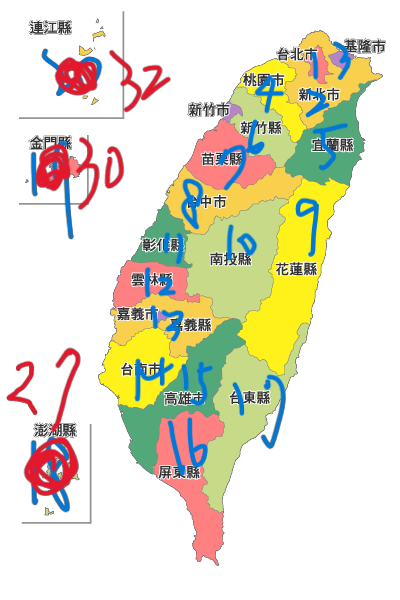 連江縣
32
基隆市
台北市
1
3
桃園市
4
新北市
2
金門縣
30
新竹市
新竹縣
6
宜蘭縣
5
苗栗縣
7
台中市
8
9
彰化縣
11
南投縣
10
花蓮縣
雲林縣
12
嘉義市
13
嘉義縣
台南市
14
高雄市
15
台東縣
17
27
澎湖縣
18
屏東縣
16